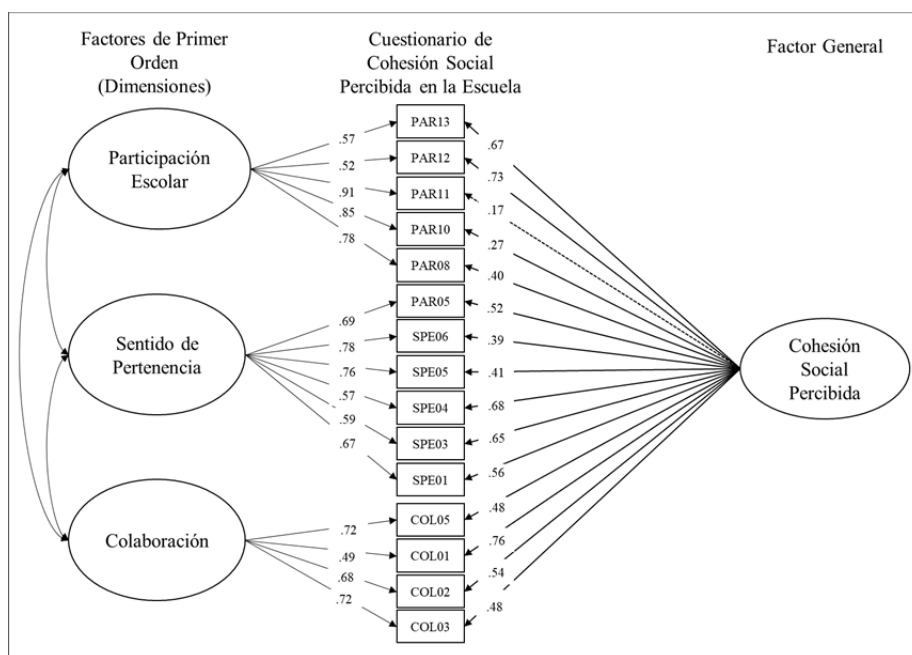 Factores de Primer
Orden
(Dimensiones)
Cuestionario de
Cohesión Social
Percibida en la Escuela
Factor General
Participación
Escolar
Sentido de
Pertenencia
Colaboración
.57
.52
.91
.85
.78
.69
.78
.76
.57
.59
.67
.72
.49
.68
.72
PAR13
PAR12
PAR11
PAR10
PAR08
PAR05
SPE06
SPE05
SPE04
SPE03
SPE01
COL05
COL01
COL02
COL03
.67
.73
.17
.27
.40
.52
.39
.41
.68
.65
.56
.48
.76
.54
.48
Cohesión
Social
Percibida